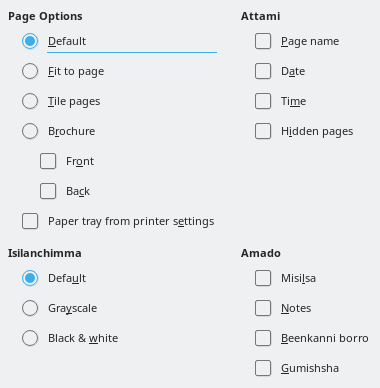 Page Options
Default
Fit to page
Tile pages
Brochure
Front
Back
Paper tray from printer settings
Attami
Page name
Date
Time
Hidden pages
Isilanchimma
Default
Grayscale
Black & white
Amado
Misilsa
Notes
Beenkanni borro
Gumishsha